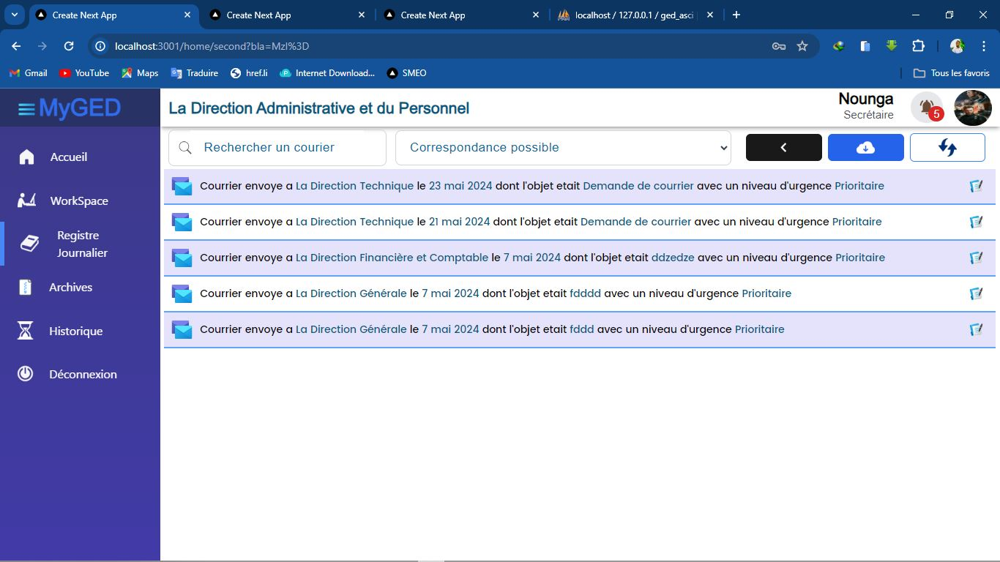 Create Next App
Create Next App
Create Next App
localhost / 127.0.0.1 / ged_asci
localhost:3001/home/second?bla=MzI%3D
Gmail
YouTube
Maps
Traduire
href.li
Internet Download...
SMEO
Tous les favoris
MyGED
La Direction Administrative et du Personnel
Nounga
Secrétaire
5
Accueil
WorkSpace
Registre
Journalier
Archives
Historique
Déconnexion
Rechercher un courier
Correspondance possible
Courrier envoye a La Direction Technique le 23 mai 2024 dont l'objet etait Demande de courrier avec un niveau d'urgence Prioritaire
Courrier envoye a La Direction Technique le 21 mai 2024 dont l'objet etait Demande de courrier avec un niveau d'urgence Prioritaire
Courrier envoye a La Direction Financière et Comptable le 7 mai 2024 dont l'objet etait ddzedze avec un niveau d'urgence Prioritaire
Courrier envoye a La Direction Générale le 7 mai 2024 dont l'objet etait fdddd avec un niveau d'urgence Prioritaire
Courrier envoye a La Direction Générale le 7 mai 2024 dont l'objet etait fddd avec un niveau d'urgence Prioritaire